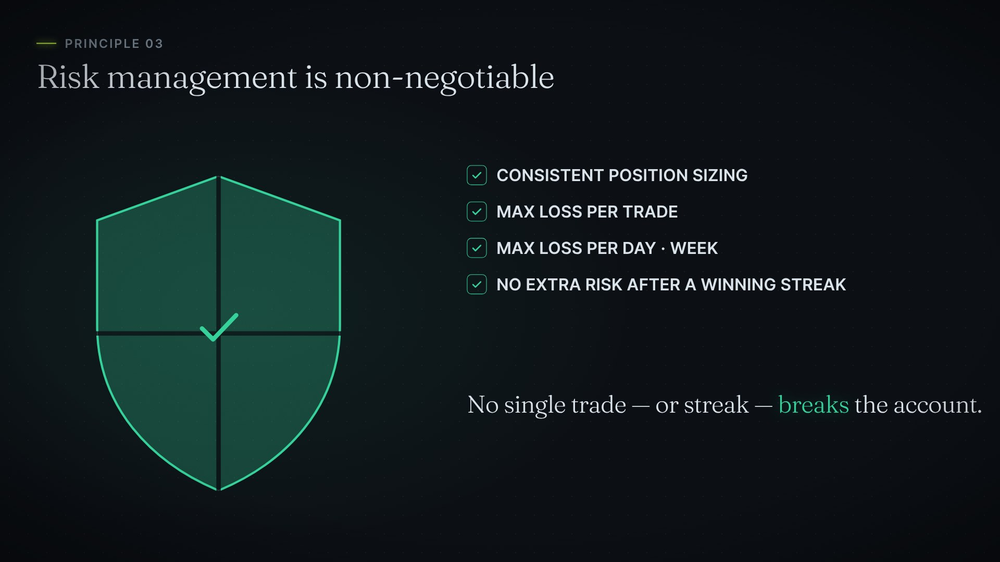 PRINCIPLE 03
Risk management is non-negotiable
CONSISTENT POSITION SIZING
MAX LOSS PER TRADE
MAX LOSS PER DAY · WEEK
NO EXTRA RISK AFTER A WINNING STREAK
No single trade — or streak — breaks the account.